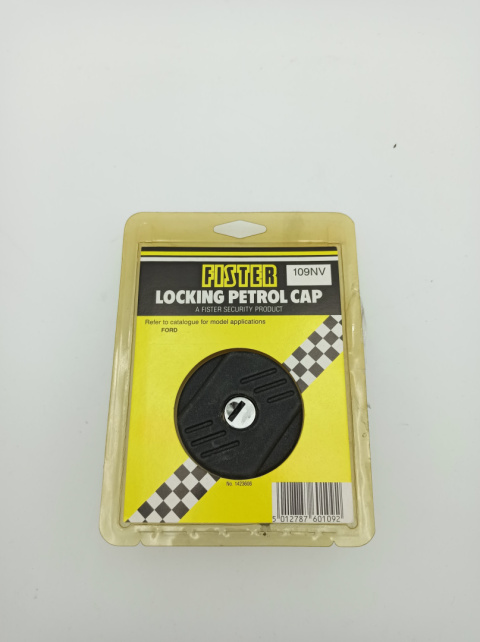 FISTER
109NV
LOCKING PETROL CAP
A FISTER SECURITY PRODUCT
Refer to catalogue for model applications
FORD
5 012787 601092